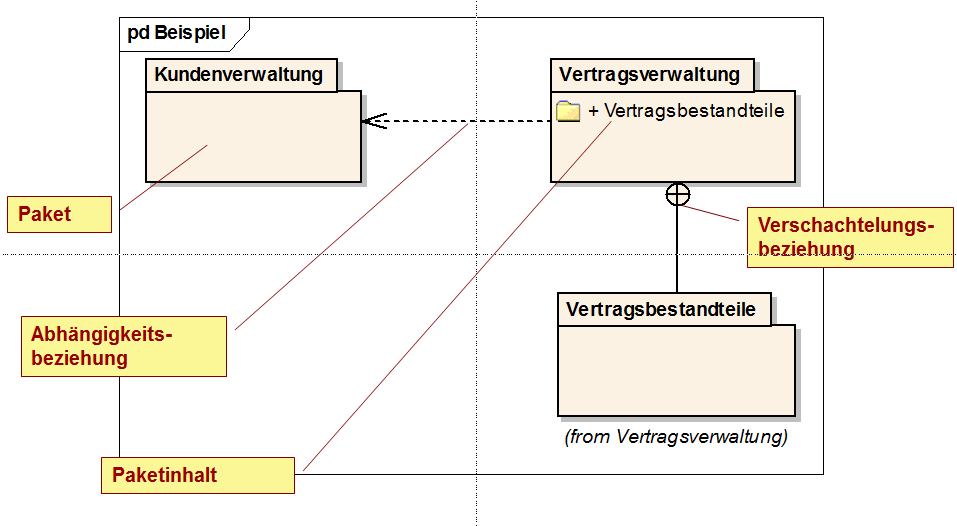 pd Beispiel
Kundenverwaltung
Vertragsverwaltung
+ Vertragsbestandteile
Paket
Verschachtelungs-
beziehung
Abhängigkeits-
beziehung
Vertragsbestandteile
(from Vertragsverwaltung)
Paketinhalt